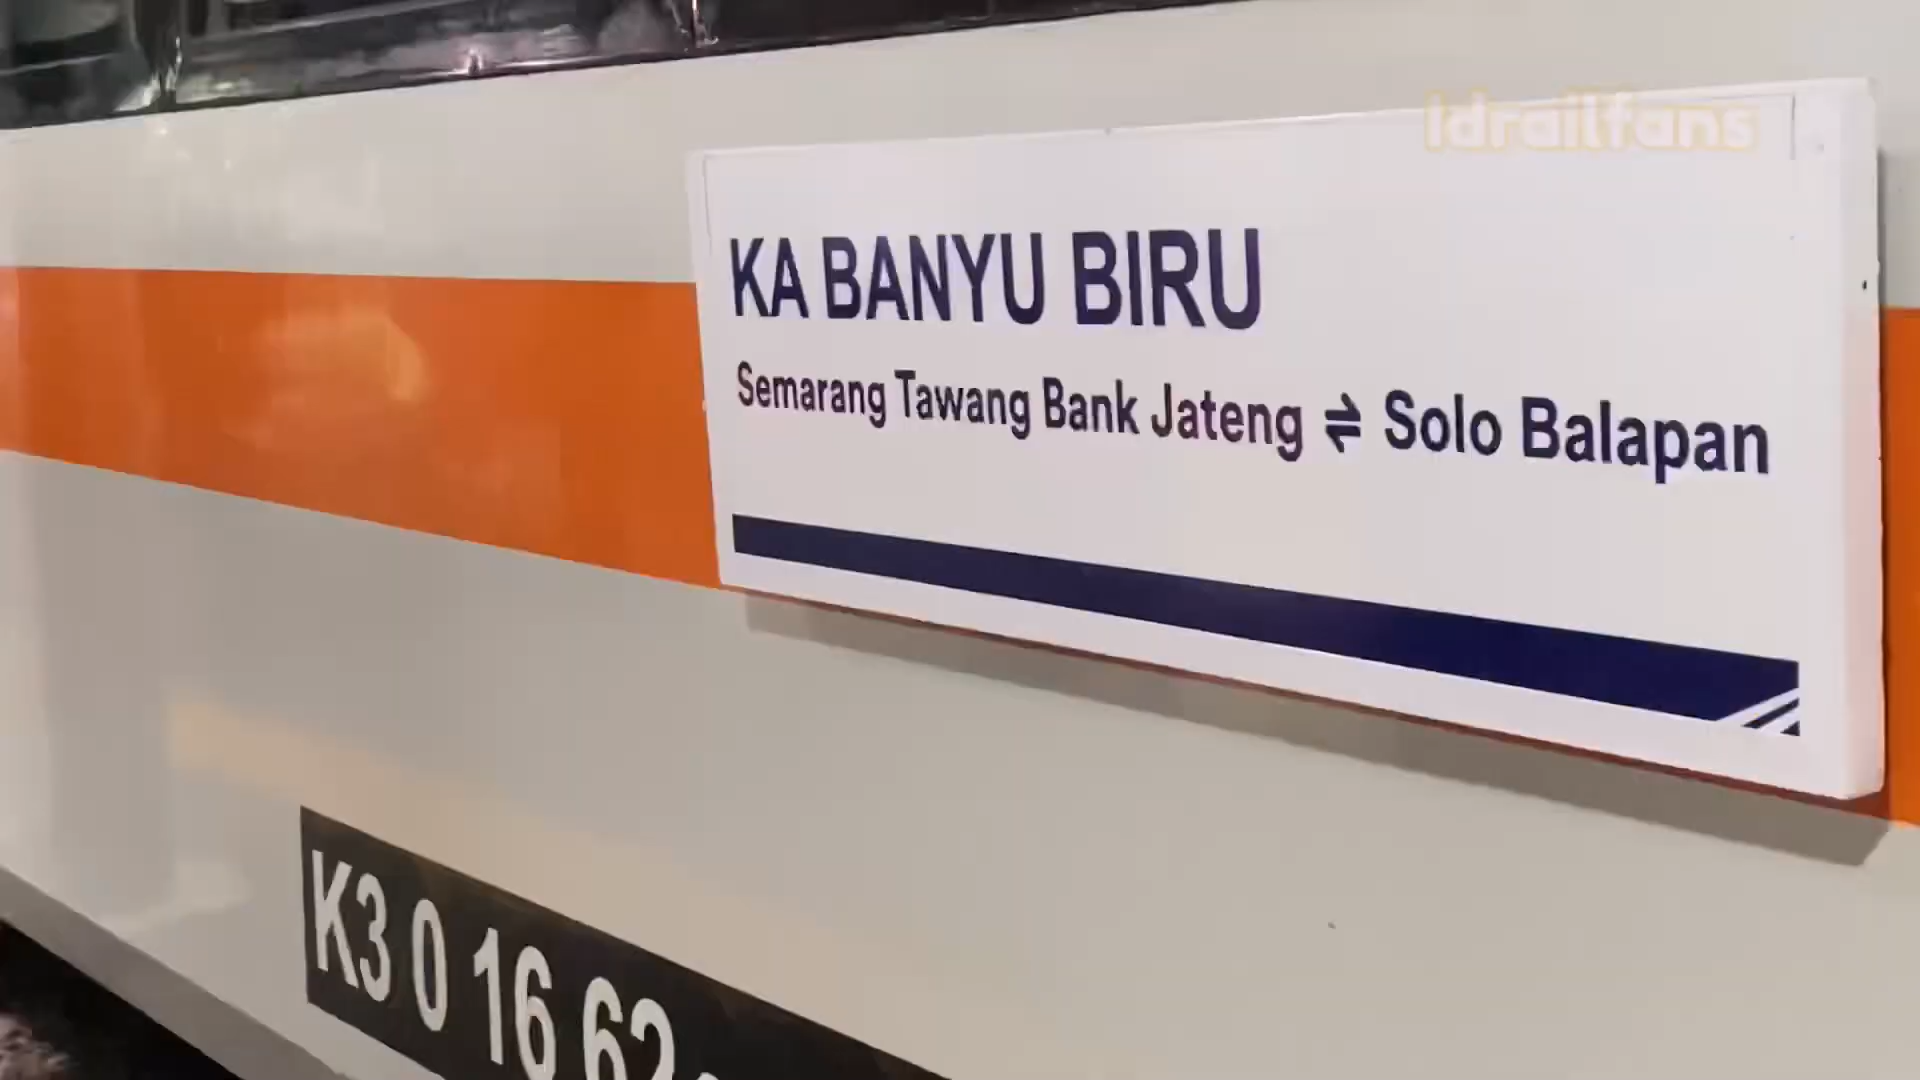 Idrailfans
KA BANYU BIRU
Semarang Tawang Bank Jateng ⇌ Solo Balapan
K3 0 16 62